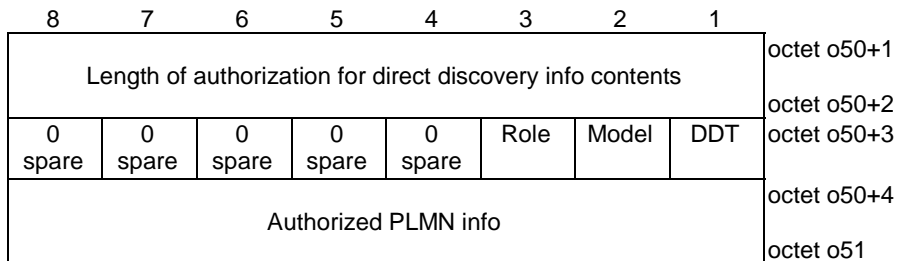 8 7 6 5 4 3 2 1
octet o50+1
Length of authorization for direct discovery info contents
octet o50+2
0 0 0 0 0 Role Model DDT octet o50+3
spare spare spare spare spare
octet o50+4
Authorized PLMN info
octet o51